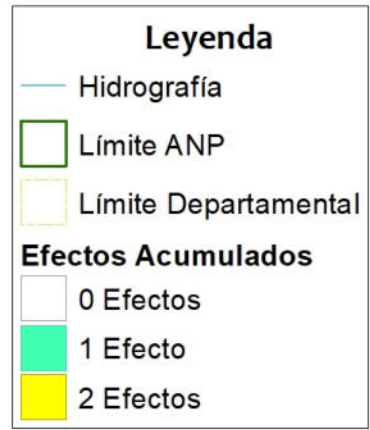 Leyenda
Hidrografía
Límite ANP
Límite Departamental
Efectos Acumulados
0 Efectos
1 Efecto
2 Efectos